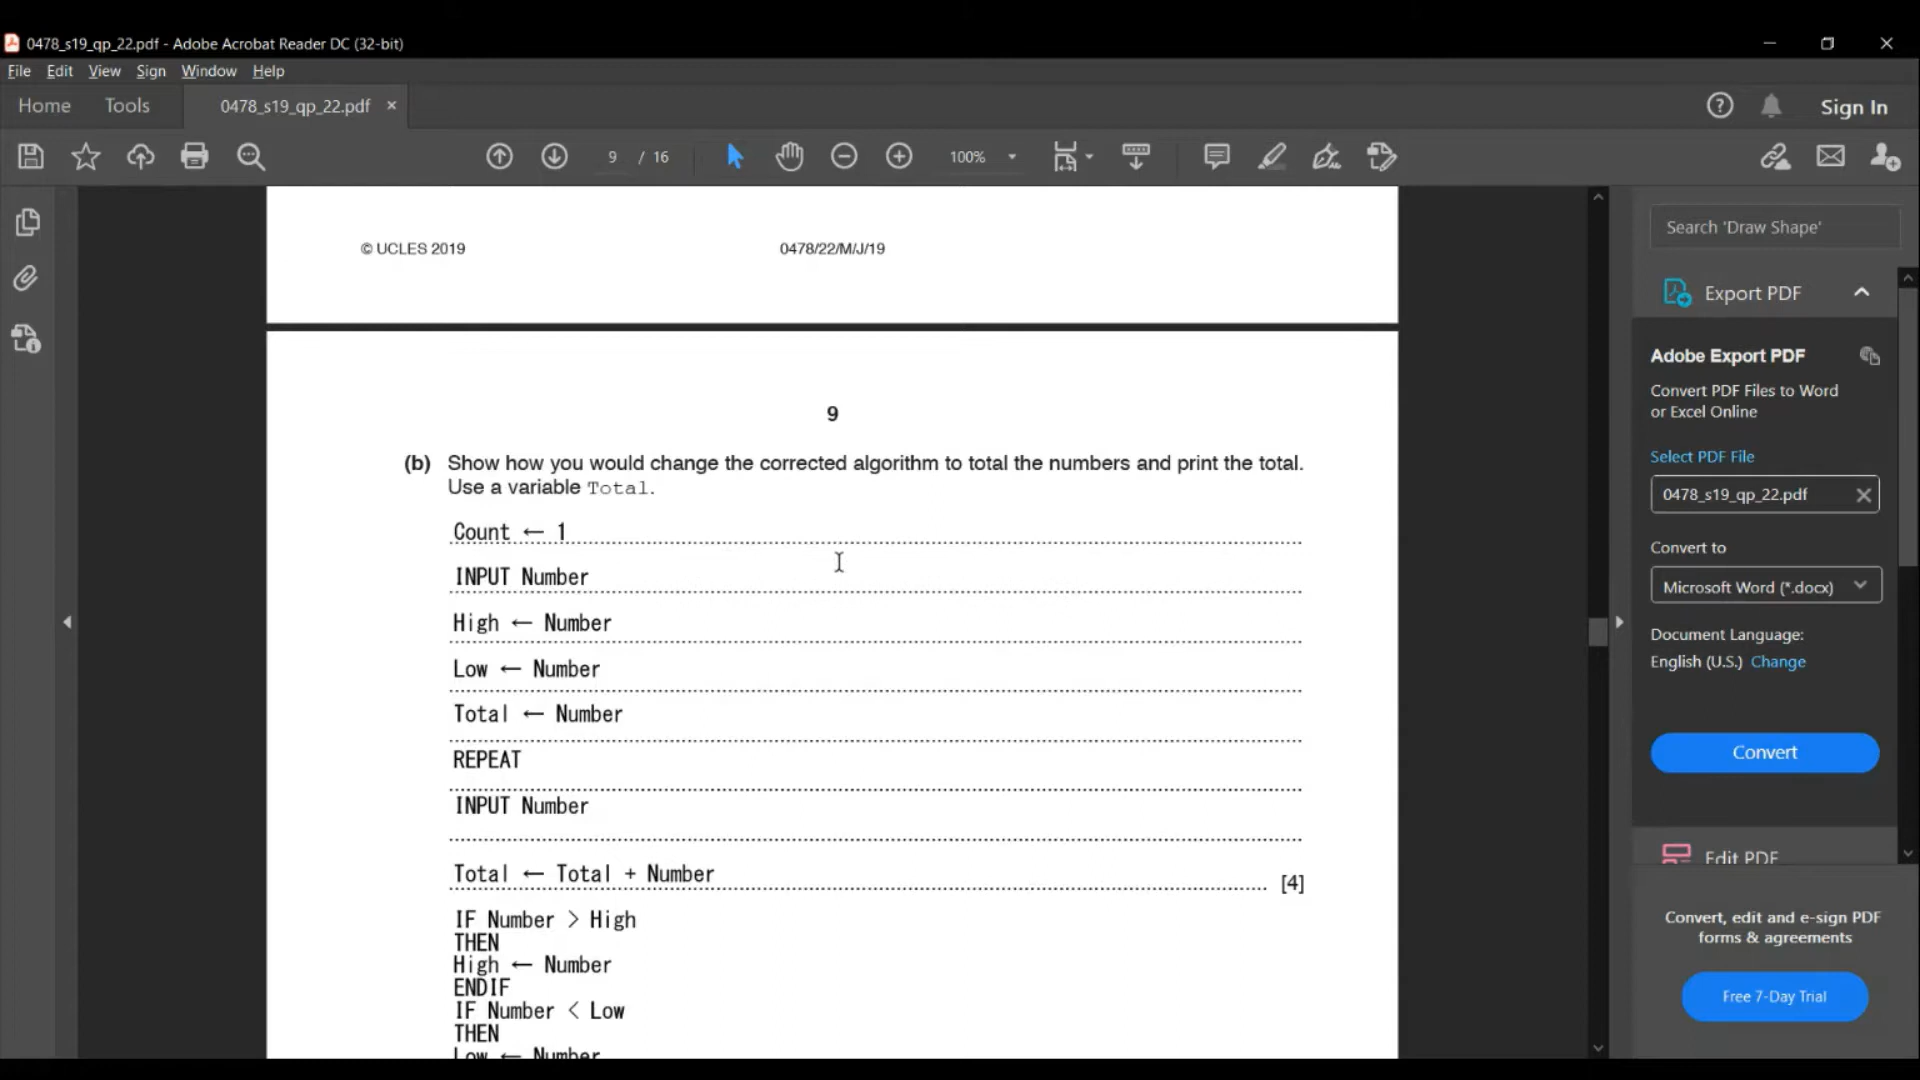 0478_s19_qp_22.pdf - Adobe Acrobat Reader DC (32-bit)
File Edit View Sign Window Help
Home Tools 0478_s19_qp_22.pdf × Sign In
9 / 16 100%
© UCLES 2019 0478/22/M/J/19
9
(b) Show how you would change the corrected algorithm to total the numbers and print the total.
Use a variable Total.
Count ← 1
INPUT Number
High ← Number
Low ← Number
Total ← Number
REPEAT
INPUT Number
Total ← Total + Number
[4]
IF Number > High
THEN
High ← Number
ENDIF
IF Number < Low
THEN
Low ← Number
Search 'Draw Shape'
Export PDF
Adobe Export PDF
Convert PDF Files to Word
or Excel Online
Select PDF File
0478_s19_qp_22.pdf
Convert to
Microsoft Word (*.docx)
Document Language:
English (U.S.) Change
Convert
Edit PDF
Convert, edit and e-sign PDF
forms & agreements
Free 7-Day Trial